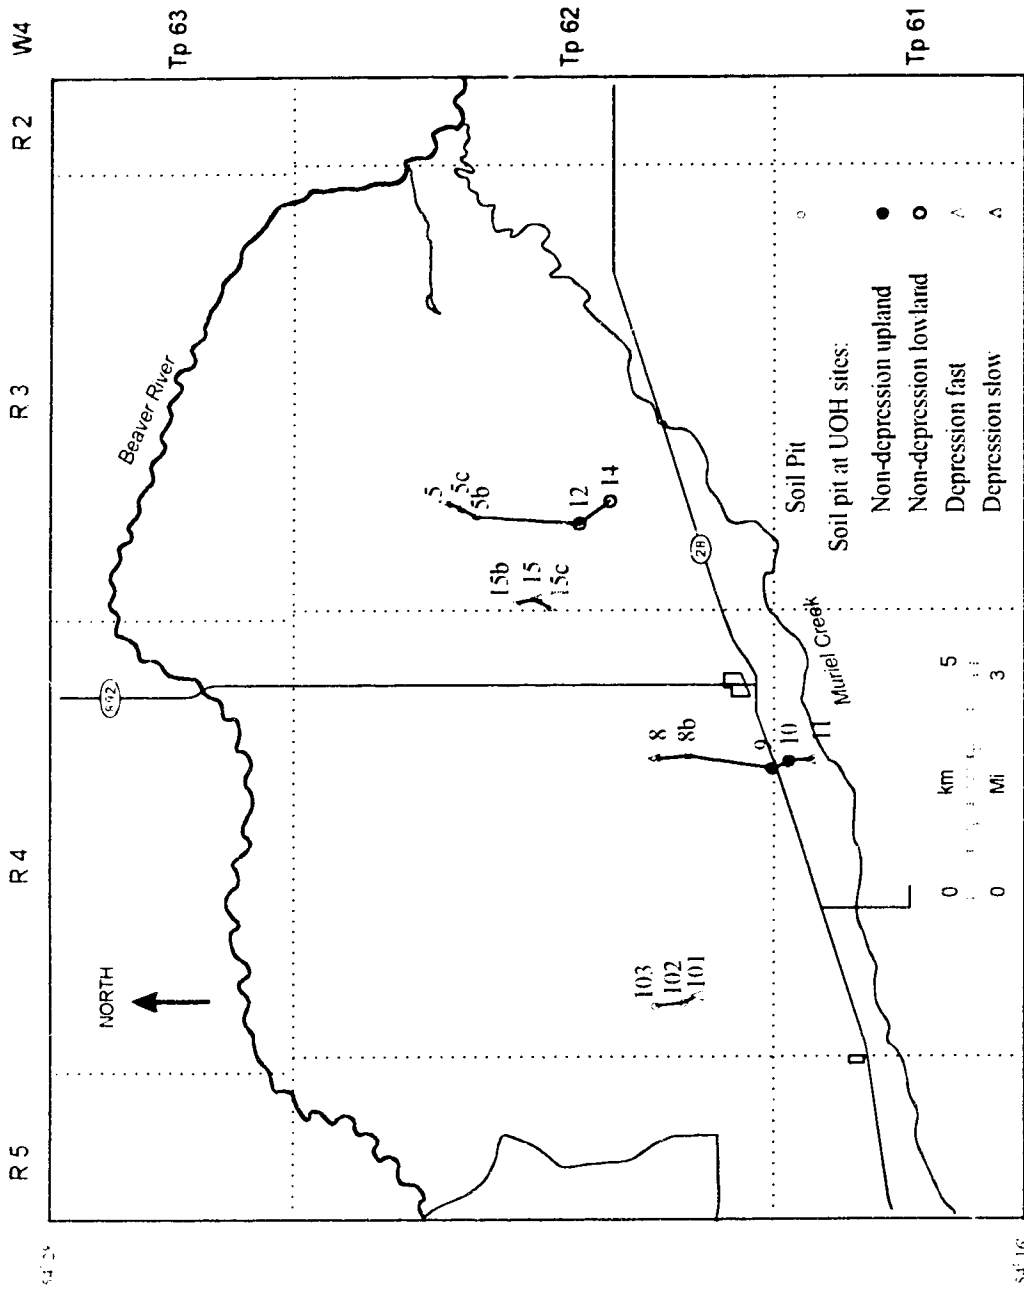 R 5
R 4
R 3
R 2
W4
Tp 63
Tp 62
Tp 61
NORTH
Beaver River
892
5
5c
5b
12
14
15b
15
15c
28
8
8b
9
10
11
Muriel Creek
103
102
101
Soil Pit
Soil pit at UOH sites:
Non-depression upland
Non-depression lowland
Depression fast
Depression slow
0 km 5
0 Mi 3